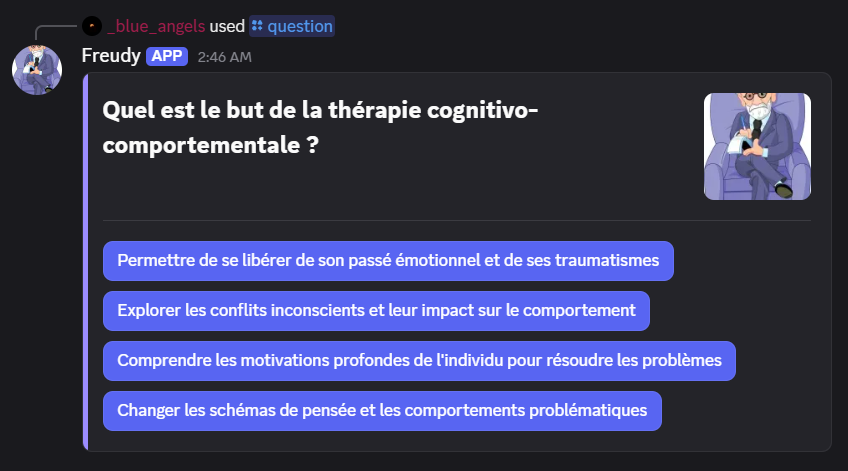 _blue_angels used question
Freudy APP 2:46 AM
Quel est le but de la thérapie cognitivo-
comportementale ?
Permettre de se libérer de son passé émotionnel et de ses traumatismes
Explorer les conflits inconscients et leur impact sur le comportement
Comprendre les motivations profondes de l'individu pour résoudre les problèmes
Changer les schémas de pensée et les comportements problématiques